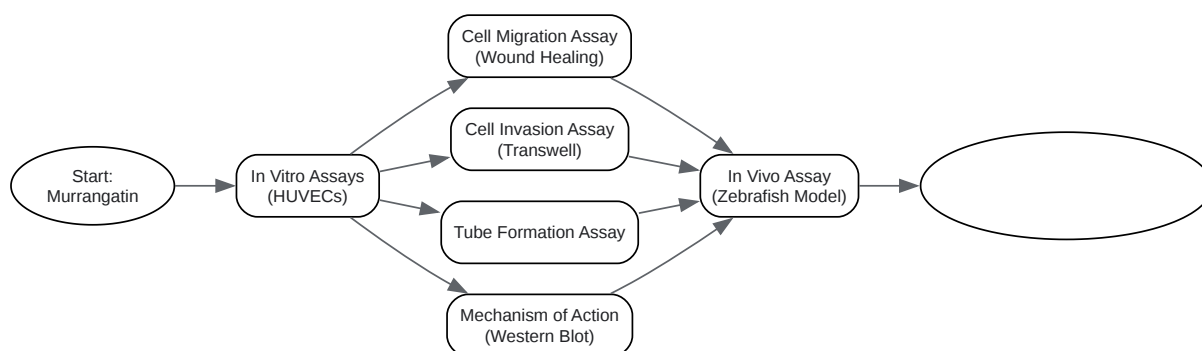 Start:
Murrangatin
In Vitro Assays
(HUVECs)
Cell Migration Assay
(Wound Healing)
Cell Invasion Assay
(Transwell)
Tube Formation Assay
Mechanism of Action
(Western Blot)
In Vivo Assay
(Zebrafish Model)